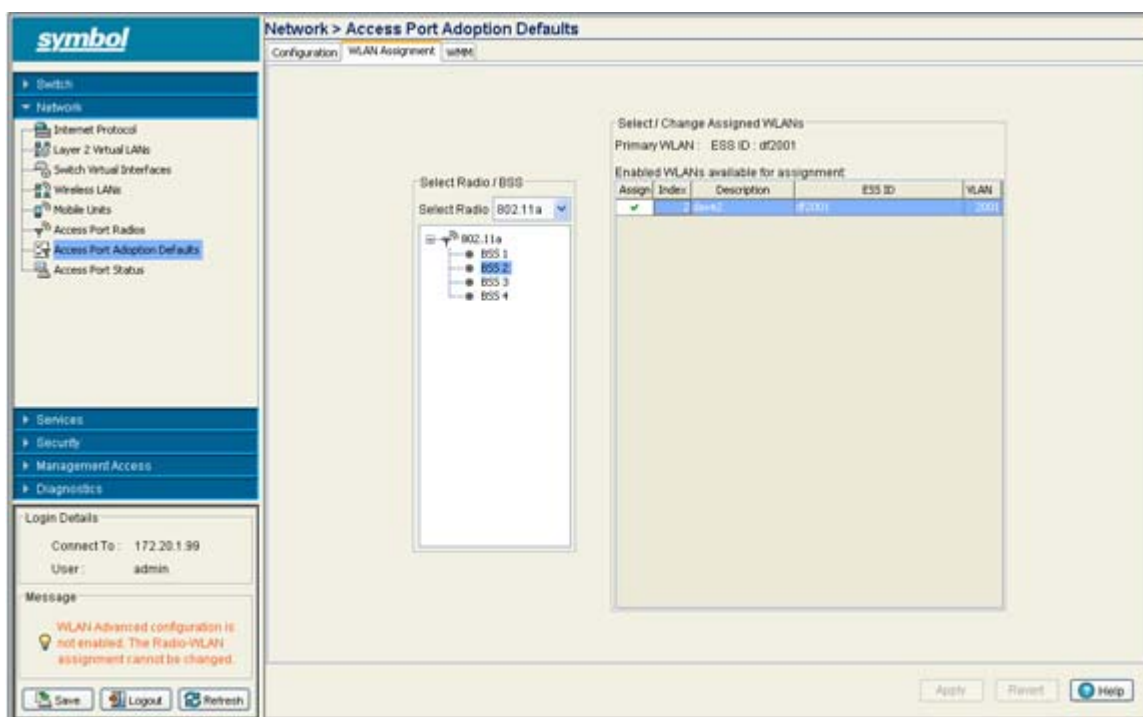 symbol
Network > Access Port Adoption Defaults
Configuration WLAN Assignment WMM
Switch
Network
Internet Protocol
Layer 2 Virtual LANs
Switch Virtual Interfaces
Wireless LANs
Mobile Units
Access Port Radios
Access Port Adoption Defaults
Access Port Status
Services
Security
Management Access
Diagnostics
Login Details
Connect To : 172.20.1.99
User : admin
Message
WLAN Advanced configuration is
not enabled. The Radio-WLAN
assignment cannot be changed.
Save Logout Refresh
Select Radio / BSS
Select Radio 802.11a
802.11a
BSS 1
BSS 2
BSS 3
BSS 4
Select / Change Assigned WLANs
Primary WLAN : ESS ID : df2001
Enabled WLANs available for assignment
Assign Index Description ESS ID VLAN
2 df2001 2001
Apply Revert Help